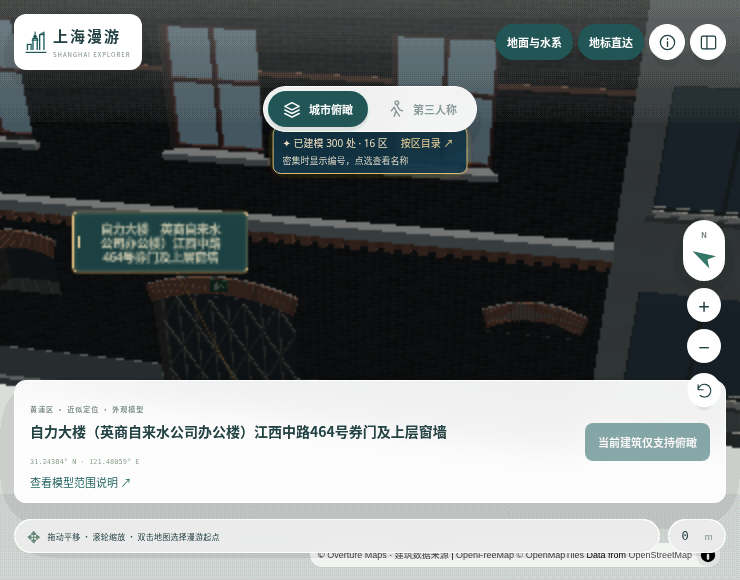 上海漫游
SHANGHAI EXPLORER
地面与水系
地标直达
城市俯瞰
第三人称
✦ 已建模 300 处 · 16 区 按区目录 ↗
密集时显示编号，点选查看名称
自力大楼 英商自来水
公司办公楼）江西中路
464号券门及上层窗墙
N
+
−
黄浦区 · 近似定位 · 外观模型
自力大楼（英商自来水公司办公楼）江西中路464号券门及上层窗墙
当前建筑仅支持俯瞰
31.24384° N · 121.48059° E
查看模型范围说明 ↗
拖动平移 · 滚轮缩放 · 双击地图选择漫游起点
0 m
© Overture Maps · 建筑数据来源 | OpenFreeMap © OpenMapTiles Data from OpenStreetMap